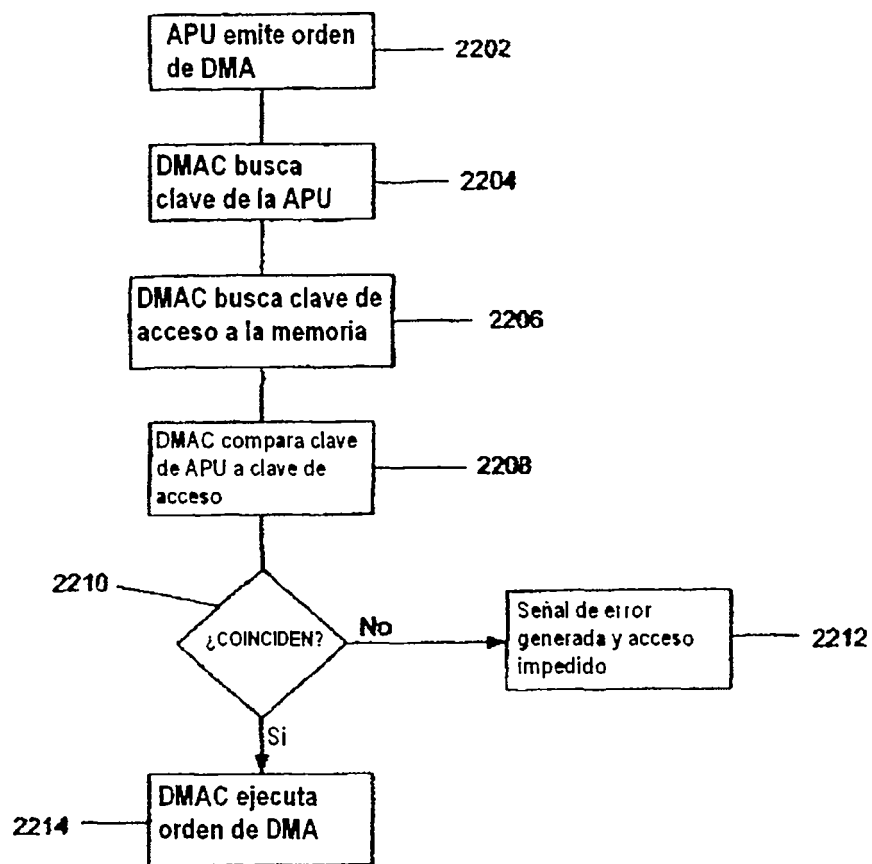 APU emite orden
de DMA
2202
DMAC busca
clave de la APU
2204
DMAC busca clave de
acceso a la memoria
2206
DMAC compara clave
de APU a clave de
acceso
2208
2210
¿COINCIDEN?
No
Señal de error
generada y acceso
impedido
2212
Si
DMAC ejecuta
orden de DMA
2214